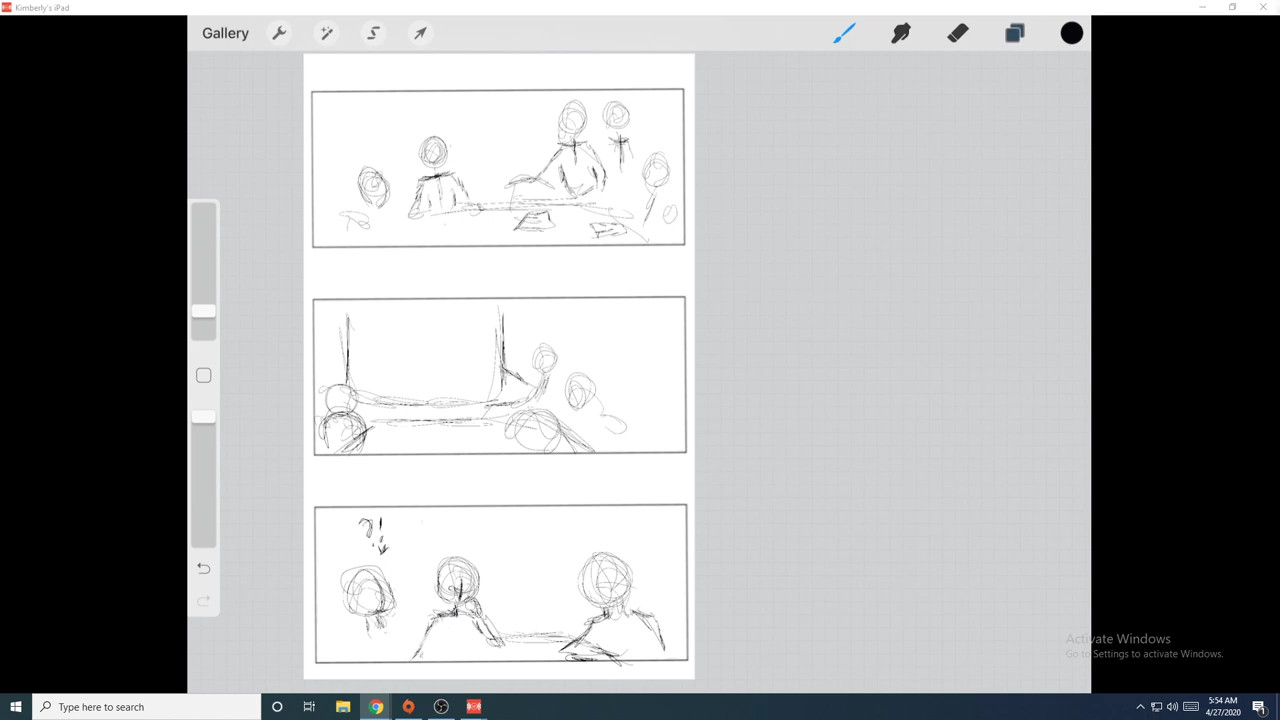 Kimberly's iPad
Gallery
?!
Activate Windows
Go to Settings to activate Windows.
Type here to search
5:54 AM
4/27/2020
1